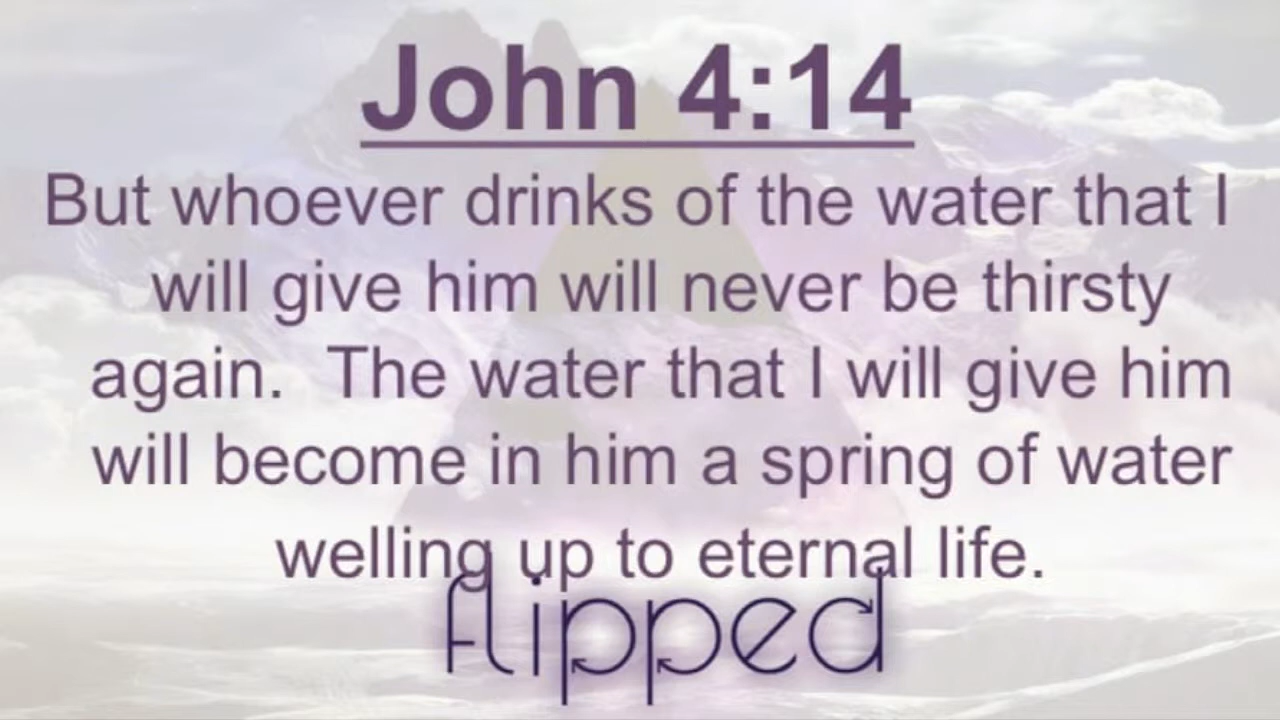 John 4:14
But whoever drinks of the water that I
will give him will never be thirsty
again.  The water that I will give him
will become in him a spring of water
welling up to eternal life.
flipped